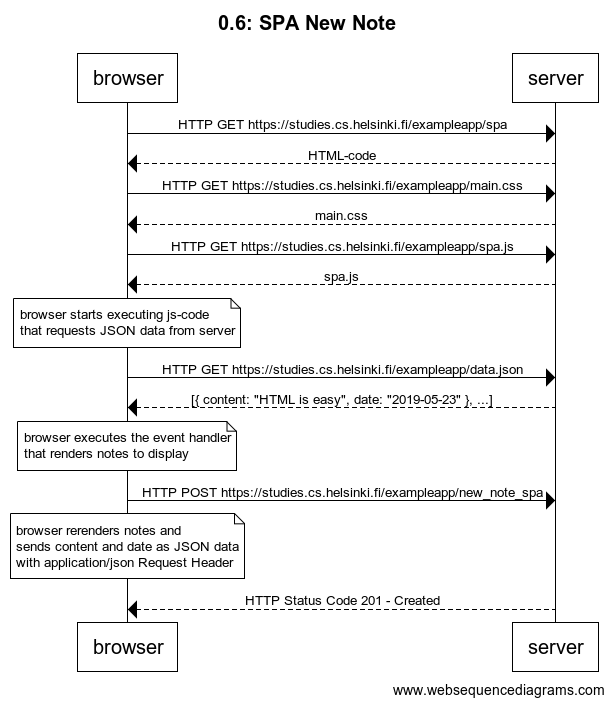 0.6: SPA New Note
browser
server
HTTP GET https://studies.cs.helsinki.fi/exampleapp/spa
HTML-code
HTTP GET https://studies.cs.helsinki.fi/exampleapp/main.css
main.css
HTTP GET https://studies.cs.helsinki.fi/exampleapp/spa.js
spa.js
browser starts executing js-code
that requests JSON data from server
HTTP GET https://studies.cs.helsinki.fi/exampleapp/data.json
[{ content: "HTML is easy", date: "2019-05-23" }, ...]
browser executes the event handler
that renders notes to display
HTTP POST https://studies.cs.helsinki.fi/exampleapp/new_note_spa
browser rerenders notes and
sends content and date as JSON data
with application/json Request Header
HTTP Status Code 201 - Created
browser
server
www.websequencediagrams.com